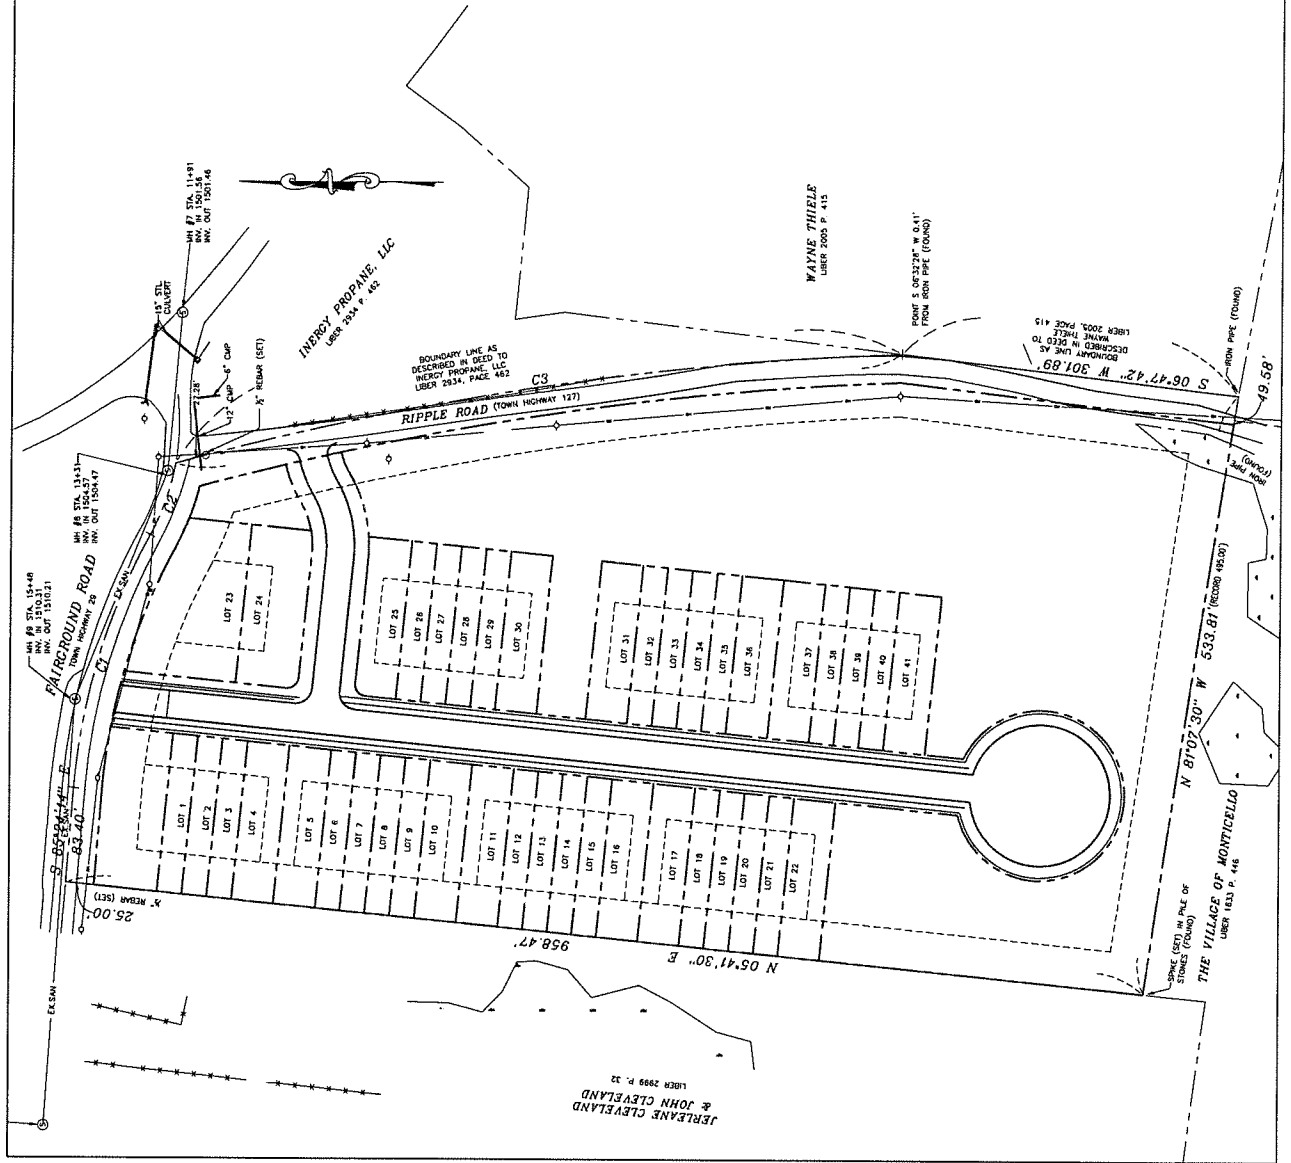 MH #9 STA. 15+48
INV. IN 1510.31
INV. OUT 1510.21
FAIRGROUND ROAD
TOWN HIGHWAY 29
MH #8 STA. 13+31
INV. IN 1504.57
INV. OUT 1504.47
MH #7 STA. 11+91
INV. IN 1501.56
INV. OUT 1501.46
15" STL
CULVERT
27.28'
12" CMP
6" CMP
½" REBAR (SET)
INERGY PROPANE, LLC
LIBER 2934 P. 462
BOUNDARY LINE AS
DESCRIBED IN DEED TO
INERGY PROPANE, LLC
LIBER 2934, PAGE 462
C3
RIPPLE ROAD (TOWN HIGHWAY 127)
C2
EX.SAN
C1
S 85°24'14" E
EX.SAN
83.40'
25.00'
½" REBAR (SET)
EX.SAN
WAYNE THIELE
LIBER 2005 P. 415
POINT S 06°32'28" W 0.41'
FROM IRON PIPE (FOUND)
BOUNDARY LINE AS
DESCRIBED IN DEED TO
WAYNE THIELE
LIBER 2005, PAGE 415
S 06°47'42" W 301.89'
IRON PIPE (FOUND)
49.58'
IRON PIPE
(FOUND)
LOT 23
LOT 24
LOT 25
LOT 26
LOT 27
LOT 28
LOT 29
LOT 30
LOT 31
LOT 32
LOT 33
LOT 34
LOT 35
LOT 36
LOT 37
LOT 38
LOT 39
LOT 40
LOT 41
LOT 1
LOT 2
LOT 3
LOT 4
LOT 5
LOT 6
LOT 7
LOT 8
LOT 9
LOT 10
LOT 11
LOT 12
LOT 13
LOT 14
LOT 15
LOT 16
LOT 17
LOT 18
LOT 19
LOT 20
LOT 21
LOT 22
N 05°41'30" E 958.47'
N 81°07'30" W 533.81' (RECORD 495.00')
SPIKE (SET) IN PILE OF
STONES (FOUND)
THE VILLAGE OF MONTICELLO
LIBER 1633 P. 446
JERLEANE CLEVELAND
& JOHN CLEVELAND
LIBER 2999 P. 32